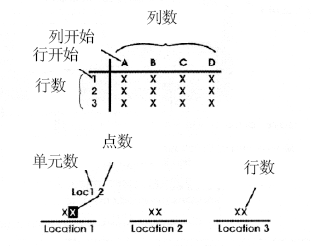 列数
列开始
行开始
A B C D
1 X X X X
行数
2 X X X X
3 X X X X
点数
单元数
行数
Loc1 2
XX XX XX
Location 1 Location 2 Location 3